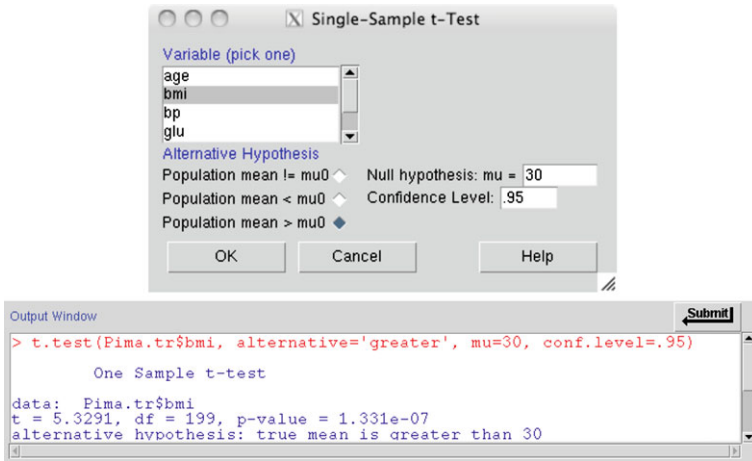 Single-Sample t-Test
Variable (pick one)
age
bmi
bp
glu
Alternative Hypothesis
Population mean != mu0
Null hypothesis: mu = 30
Population mean < mu0
Confidence Level: .95
Population mean > mu0
OK
Cancel
Help
Output Window
Submit
> t.test(Pima.tr$bmi, alternative='greater', mu=30, conf.level=.95)
One Sample t-test
data: Pima.tr$bmi
t = 5.3291, df = 199, p-value = 1.331e-07
alternative hypothesis: true mean is greater than 30